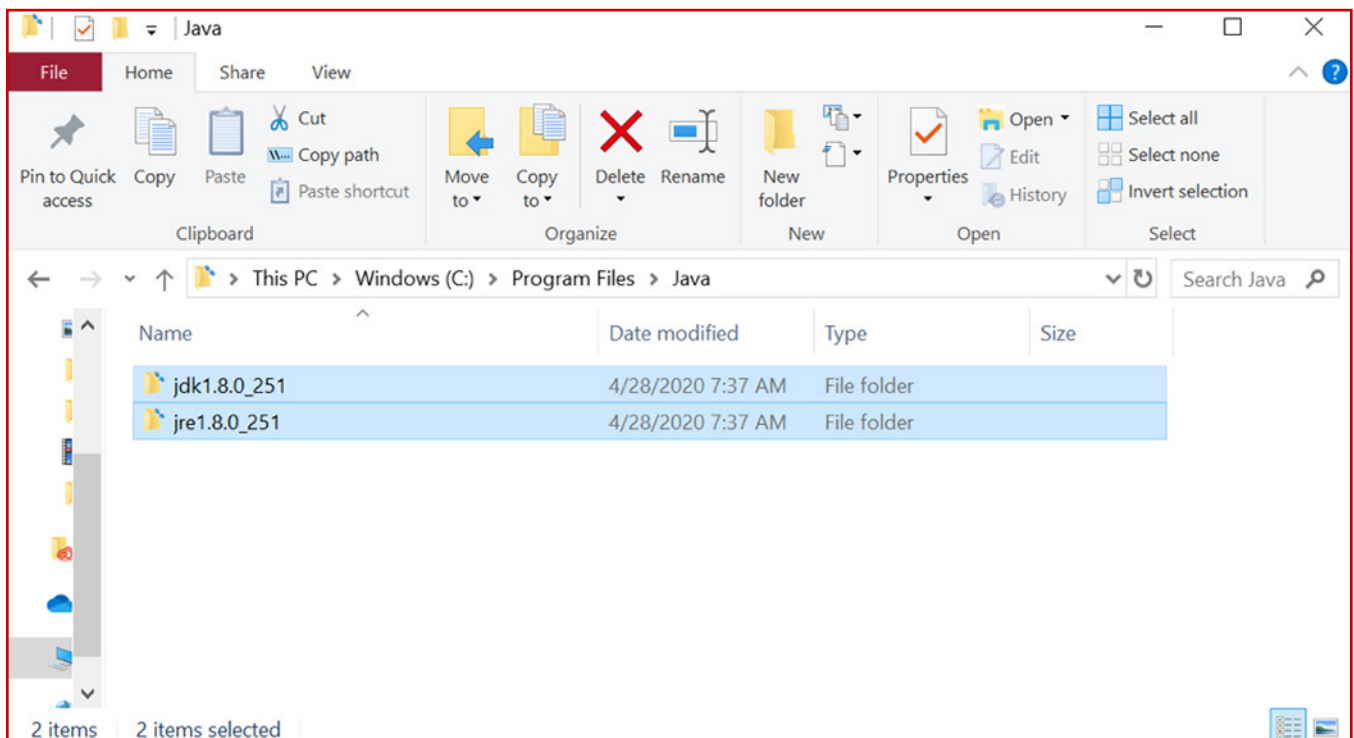 Java
File Home Share View
Pin to Quick access
Copy
Paste
Cut
Copy path
Paste shortcut
Move to
Copy to
Delete
Rename
New folder
Properties
Open
Edit
History
Select all
Select none
Invert selection
Clipboard Organize New Open Select
This PC > Windows (C:) > Program Files > Java
Search Java
Name Date modified Type Size
jdk1.8.0_251 4/28/2020 7:37 AM File folder
jre1.8.0_251 4/28/2020 7:37 AM File folder
2 items 2 items selected